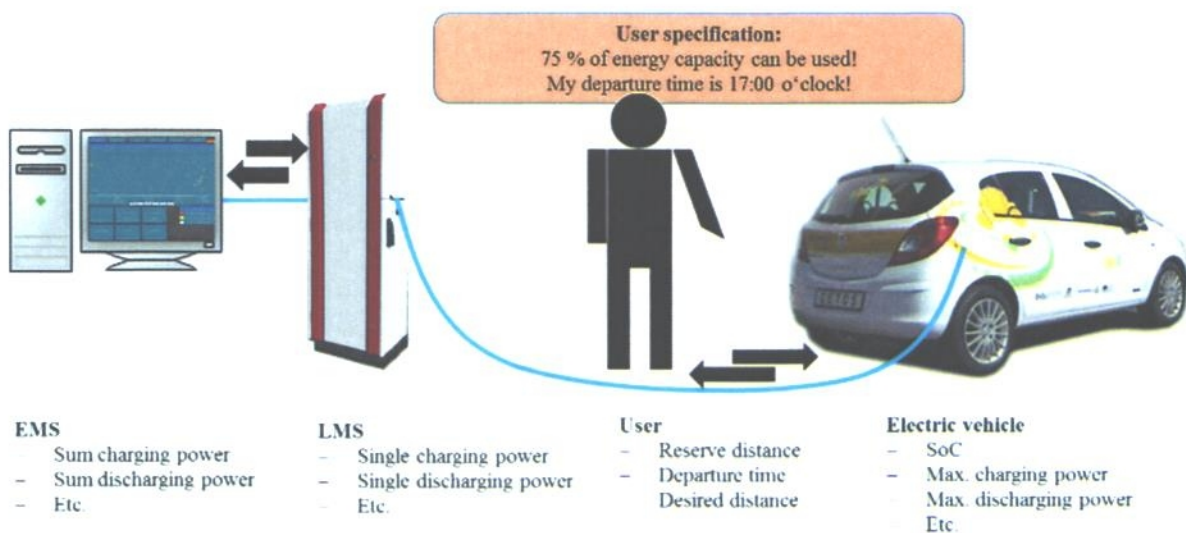 User specification:
75 % of energy capacity can be used!
My departure time is 17:00 o‘clock!
EMS
– Sum charging power
– Sum discharging power
– Etc.
LMS
– Single charging power
– Single discharging power
– Etc.
User
– Reserve distance
– Departure time
Desired distance
Electric vehicle
– SoC
– Max. charging power
– Max. discharging power
– Etc.